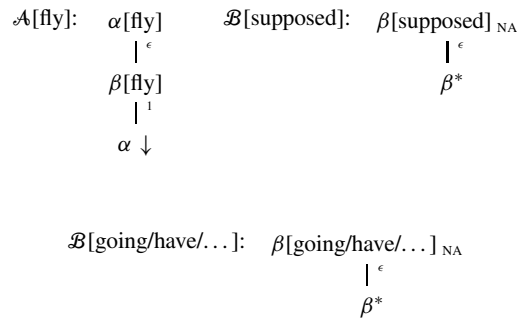 𝒜[fly]: α[fly] ℬ[supposed]: β[supposed] NA
ϵ ϵ
β[fly] β*
1
α ↓
ℬ[going/have/. . . ]: β[going/have/. . . ] NA
ϵ
β*